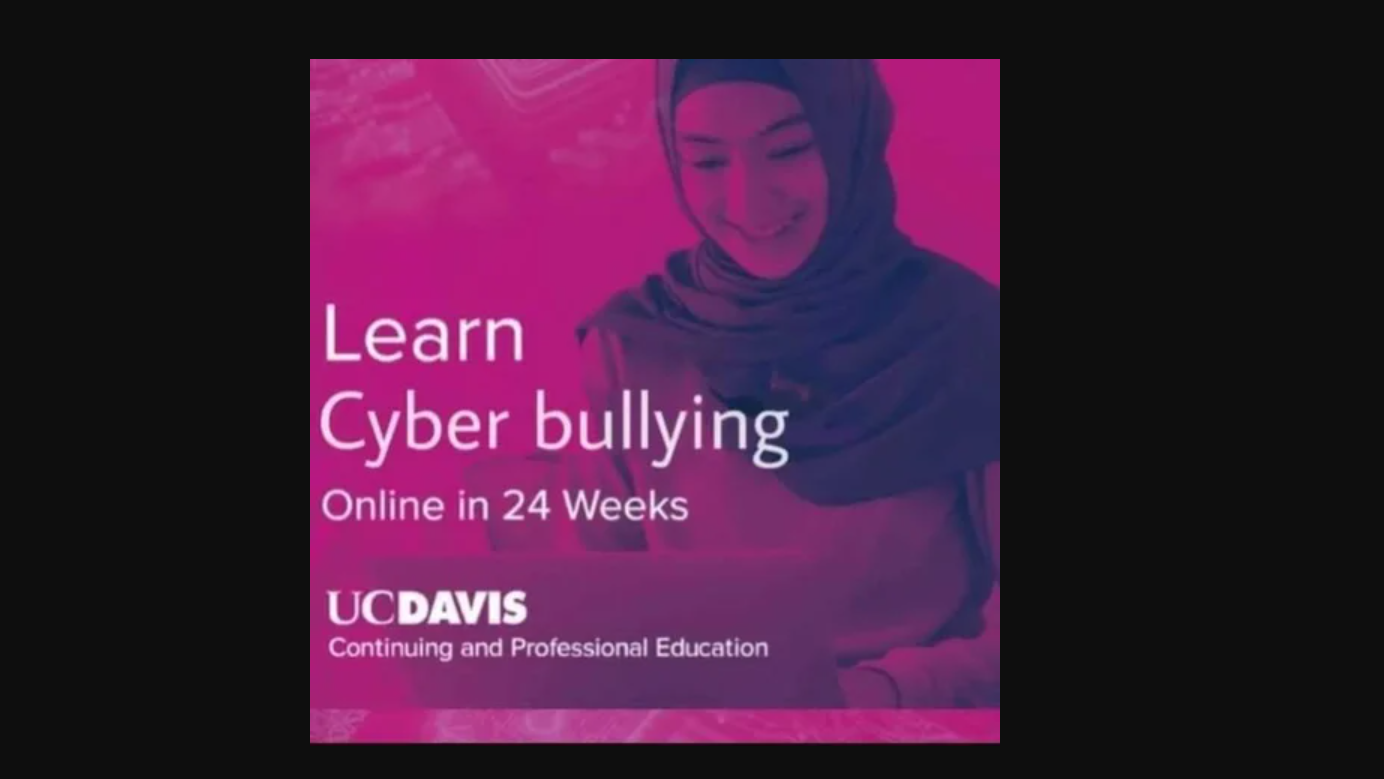 Learn
Cyber bullying
Online in 24 Weeks
UCDAVIS
Continuing and Professional Education